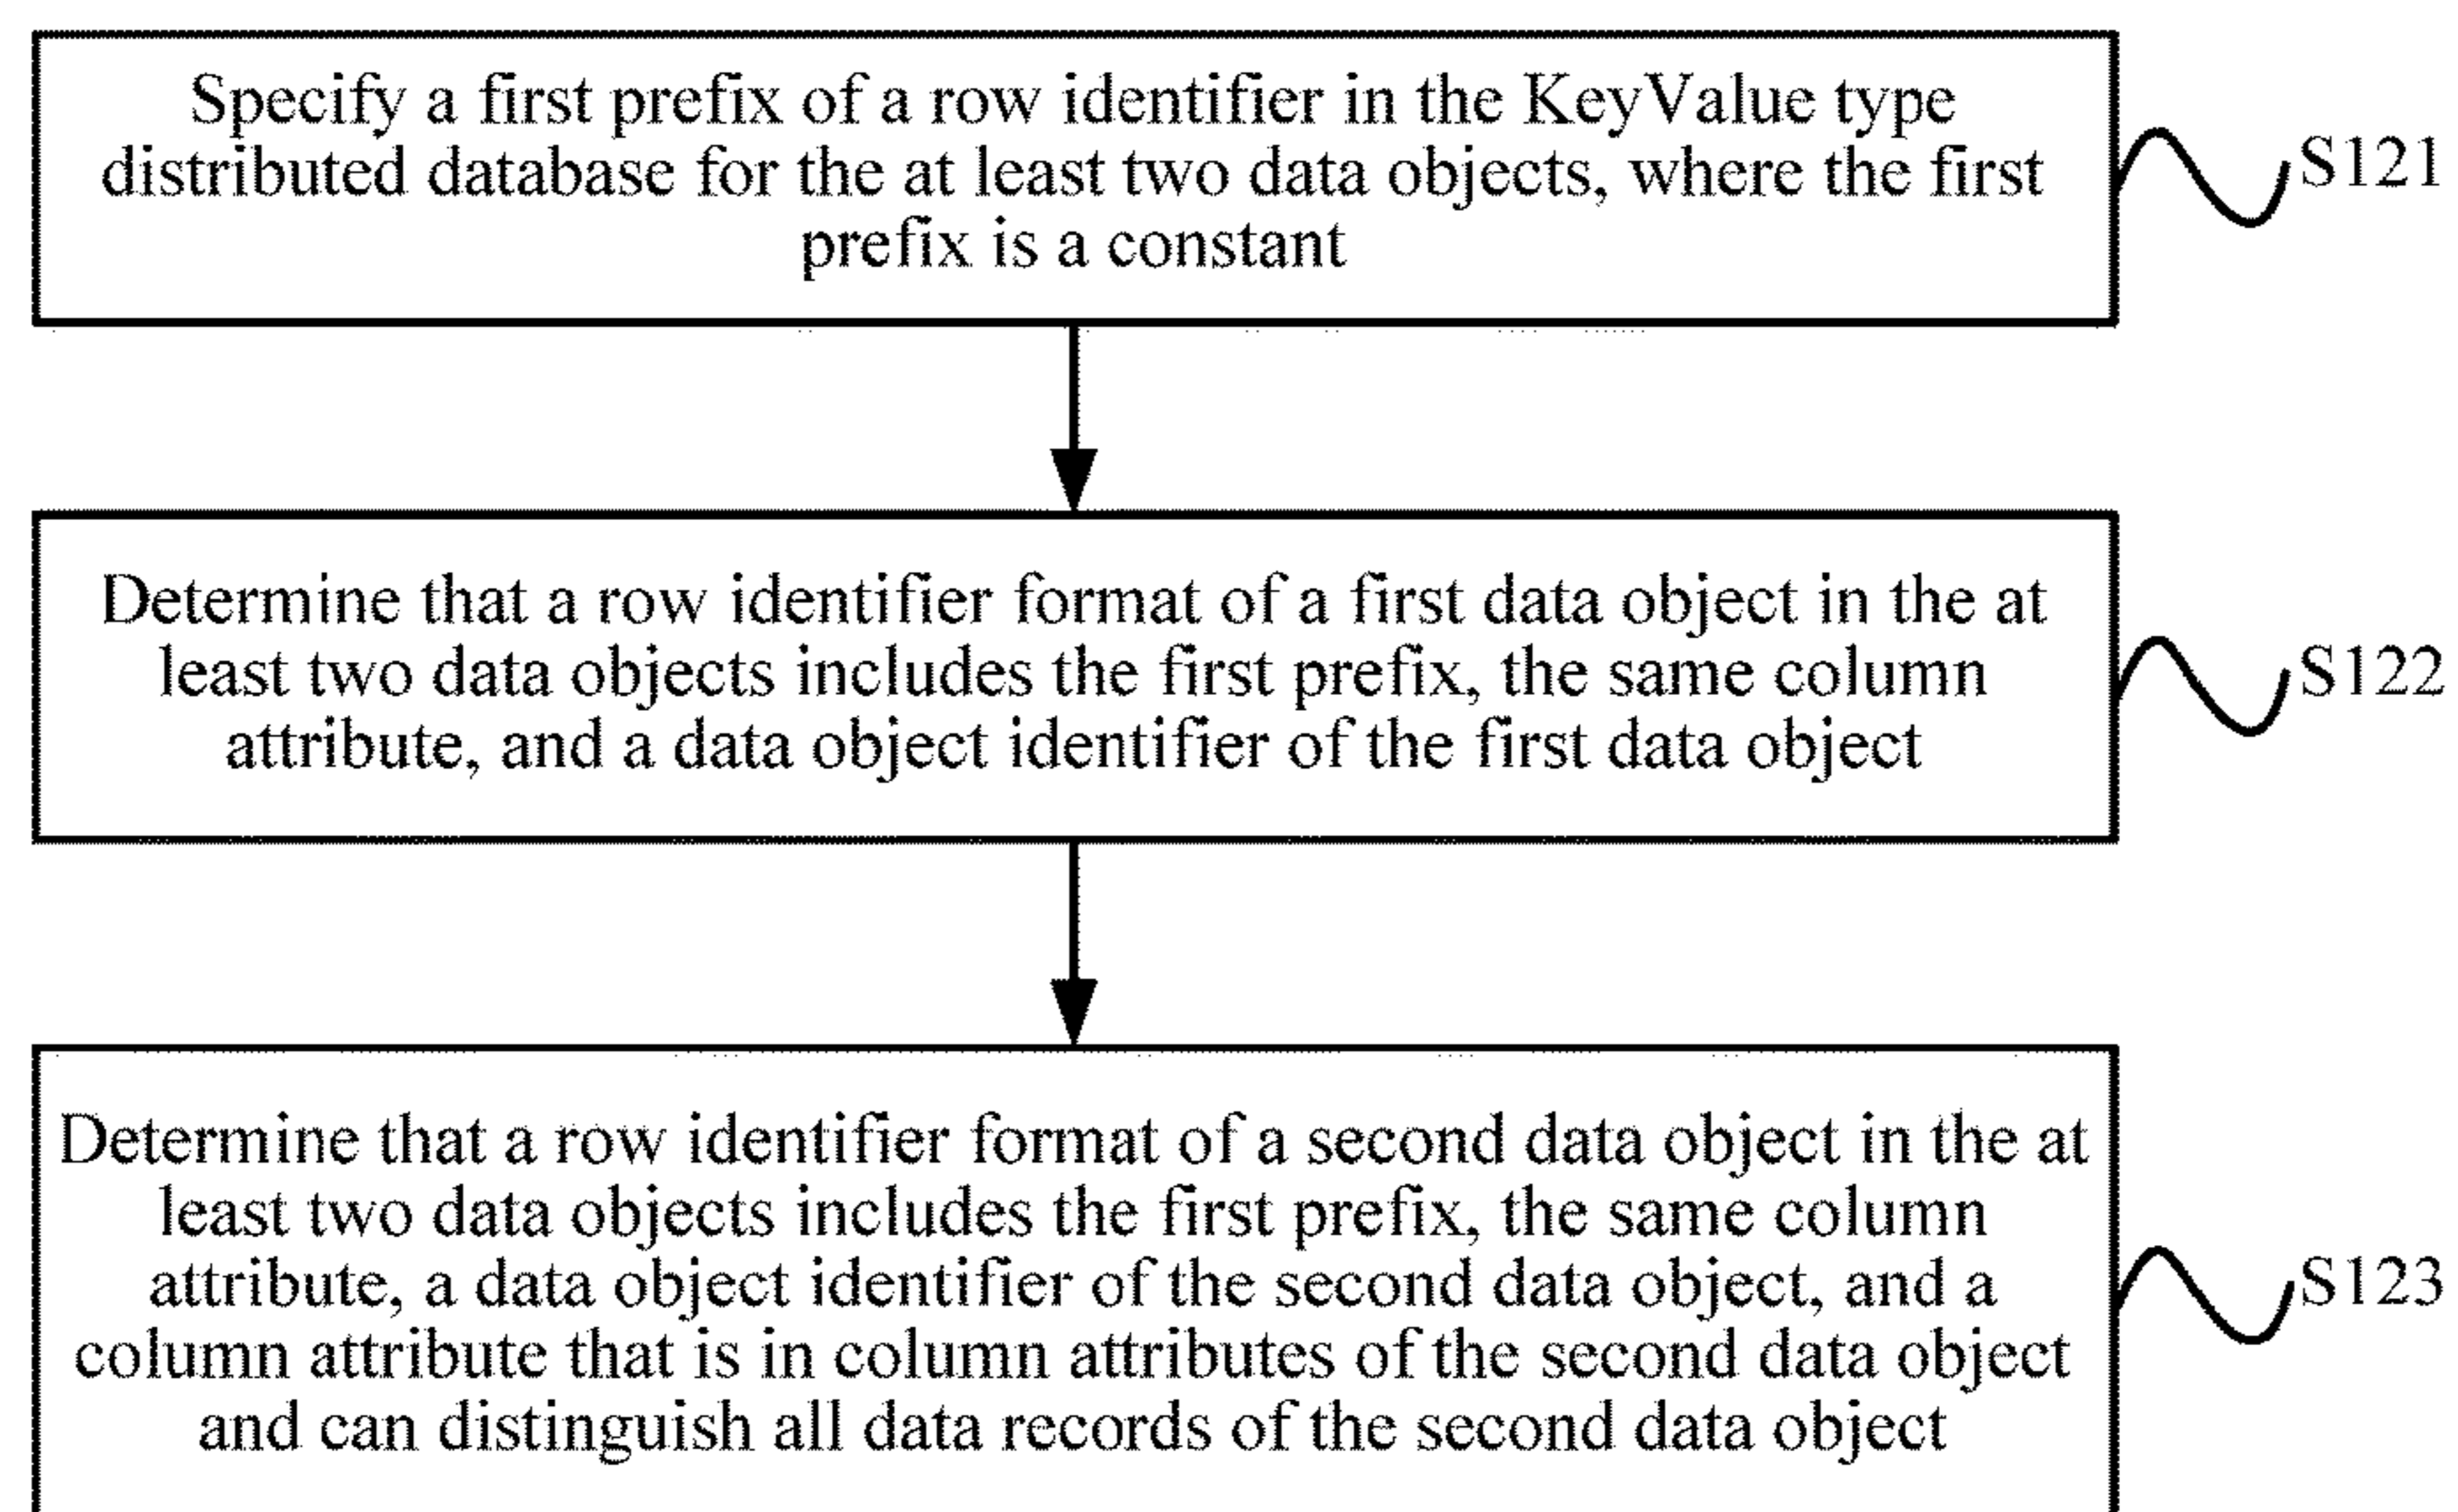 Specify a first prefix of a row identifier in the KeyValue type
distributed database for the at least two data objects, where the first
prefix is a constant
S121
Determine that a row identifier format of a first data object in the at
least two data objects includes the first prefix, the same column
attribute, and a data object identifier of the first data object
S122
Determine that a row identifier format of a second data object in the at
least two data objects includes the first prefix, the same column
attribute, a data object identifier of the second data object, and a
column attribute that is in column attributes of the second data object
and can distinguish all data records of the second data object
S123